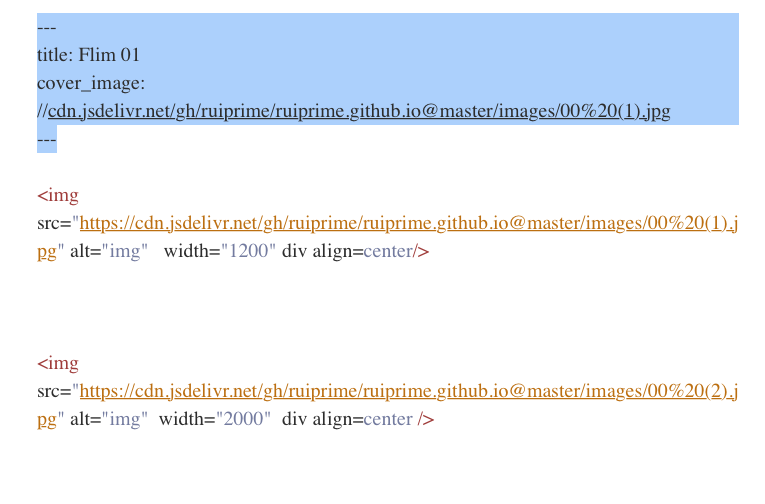 ---
title: Flim 01
cover_image:
//cdn.jsdelivr.net/gh/ruiprime/ruiprime.github.io@master/images/00%20(1).jpg
---
<img
src="https://cdn.jsdelivr.net/gh/ruiprime/ruiprime.github.io@master/images/00%20(1).j
pg" alt="img"   width="1200" div align=center/>
<img
src="https://cdn.jsdelivr.net/gh/ruiprime/ruiprime.github.io@master/images/00%20(2).j
pg" alt="img"  width="2000"  div align=center />